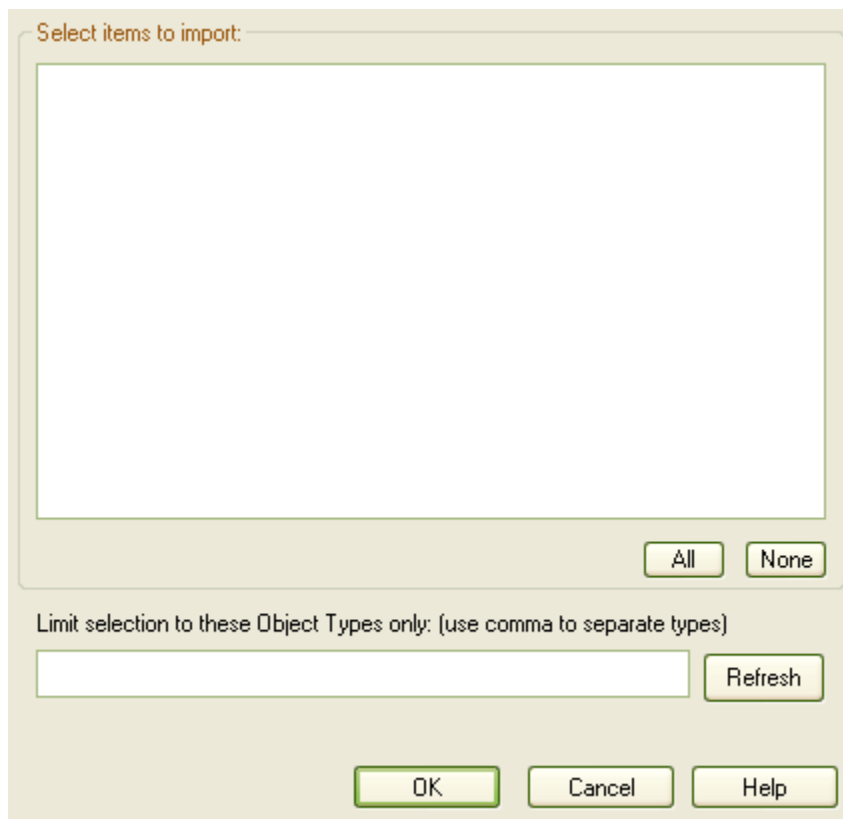 Select items to import:
All
None
Limit selection to these Object Types only: (use comma to separate types)
Refresh
OK
Cancel
Help